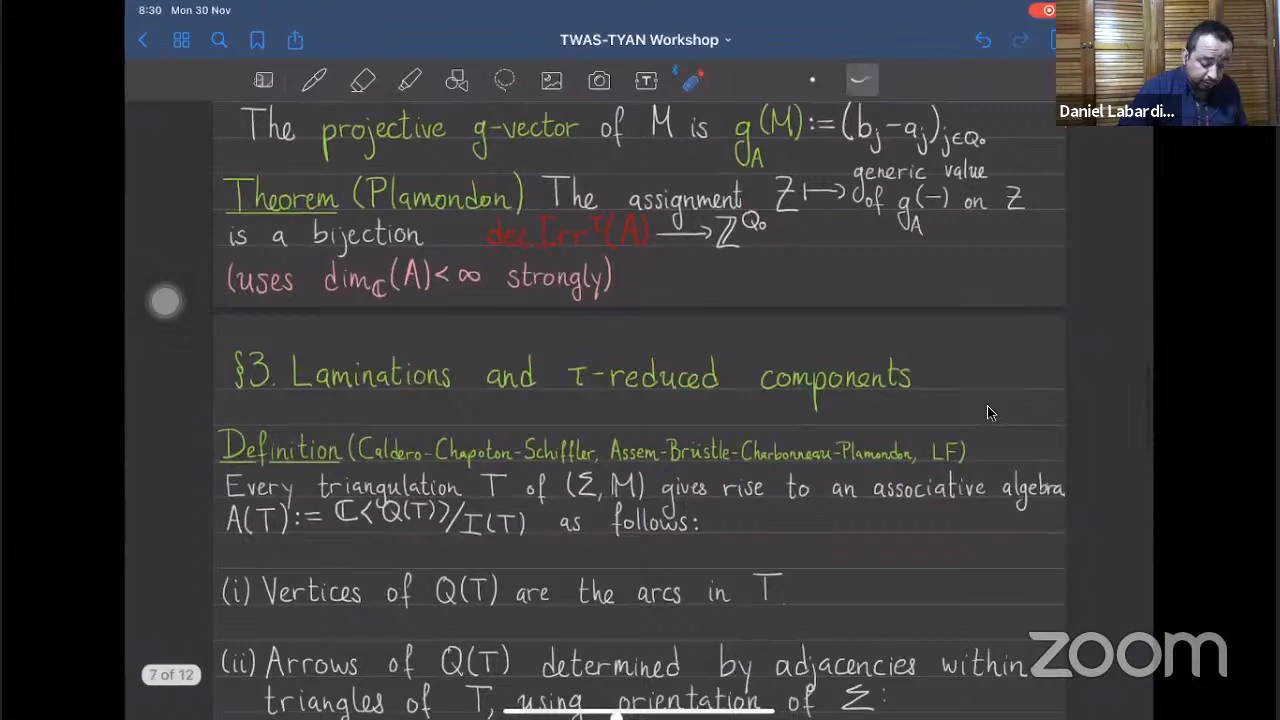 8:30 Mon 30 Nov
TWAS-TYAN Workshop
Daniel Labardi...
The projective g-vector of M is g_A(M) := (b_j - a_j)_{j∈Q₀}
Theorem (Plamondon) The assignment Z ⟼ generic value of g_A(-) on Z
is a bijection decIrr^τ(A) ⟶ ℤ^{Q₀}
(uses dim_ℂ(A) < ∞ strongly)
§3. Laminations and τ-reduced components
Definition (Caldero-Chapoton-Schiffler, Assem-Brüstle-Charbonneau-Plamondon, LF)
Every triangulation T of (Σ, M) gives rise to an associative algebra
A(T) := ℂ⟨Q(T)⟩/I(T) as follows:
(i) Vertices of Q(T) are the arcs in T
(ii) Arrows of Q(T) determined by adjacencies within
triangles of T, using orientation of Σ:
7 of 12
zoom